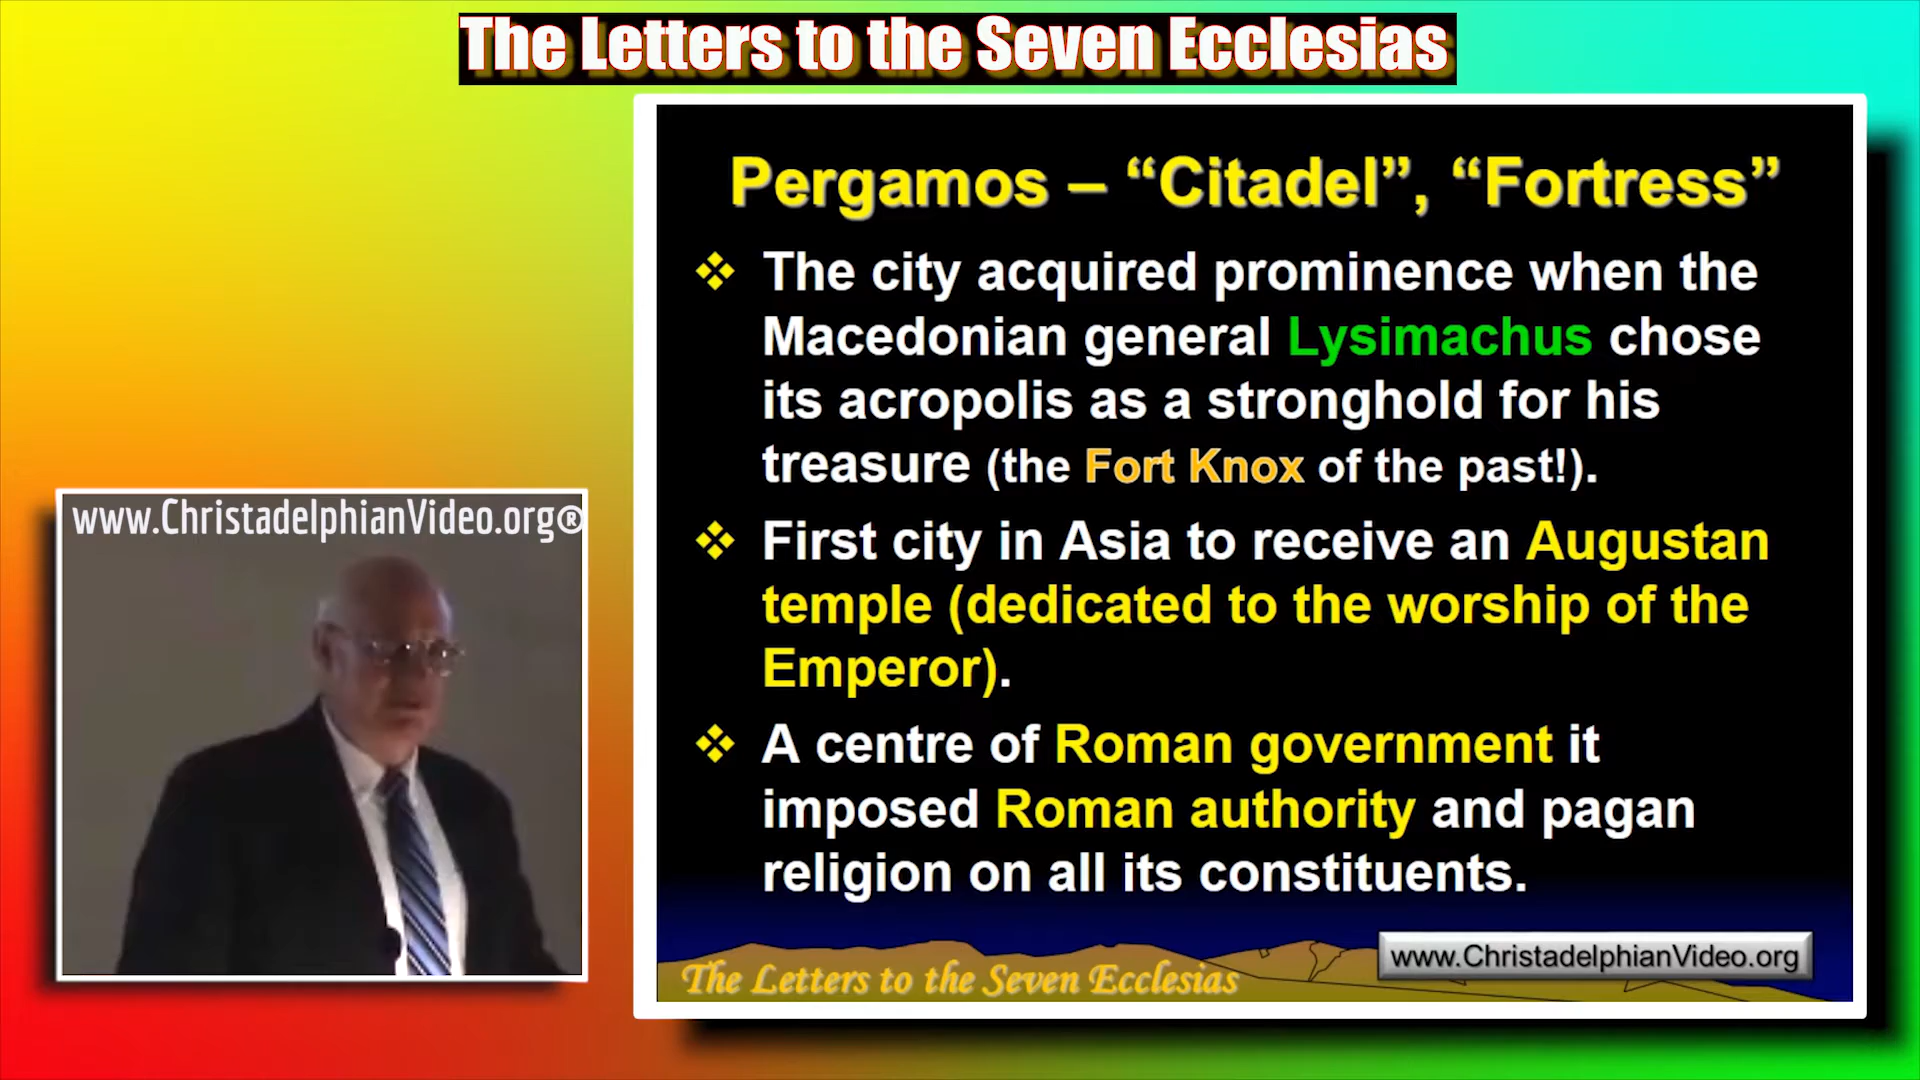 The Letters to the Seven Ecclesias
Pergamos – “Citadel”, “Fortress”
❖ The city acquired prominence when the
Macedonian general Lysimachus chose
its acropolis as a stronghold for his
treasure (the Fort Knox of the past!).
❖ First city in Asia to receive an Augustan
temple (dedicated to the worship of the
Emperor).
❖ A centre of Roman government it
imposed Roman authority and pagan
religion on all its constituents.
www.ChristadelphianVideo.org
The Letters to the Seven Ecclesias
www.ChristadelphianVideo.org®